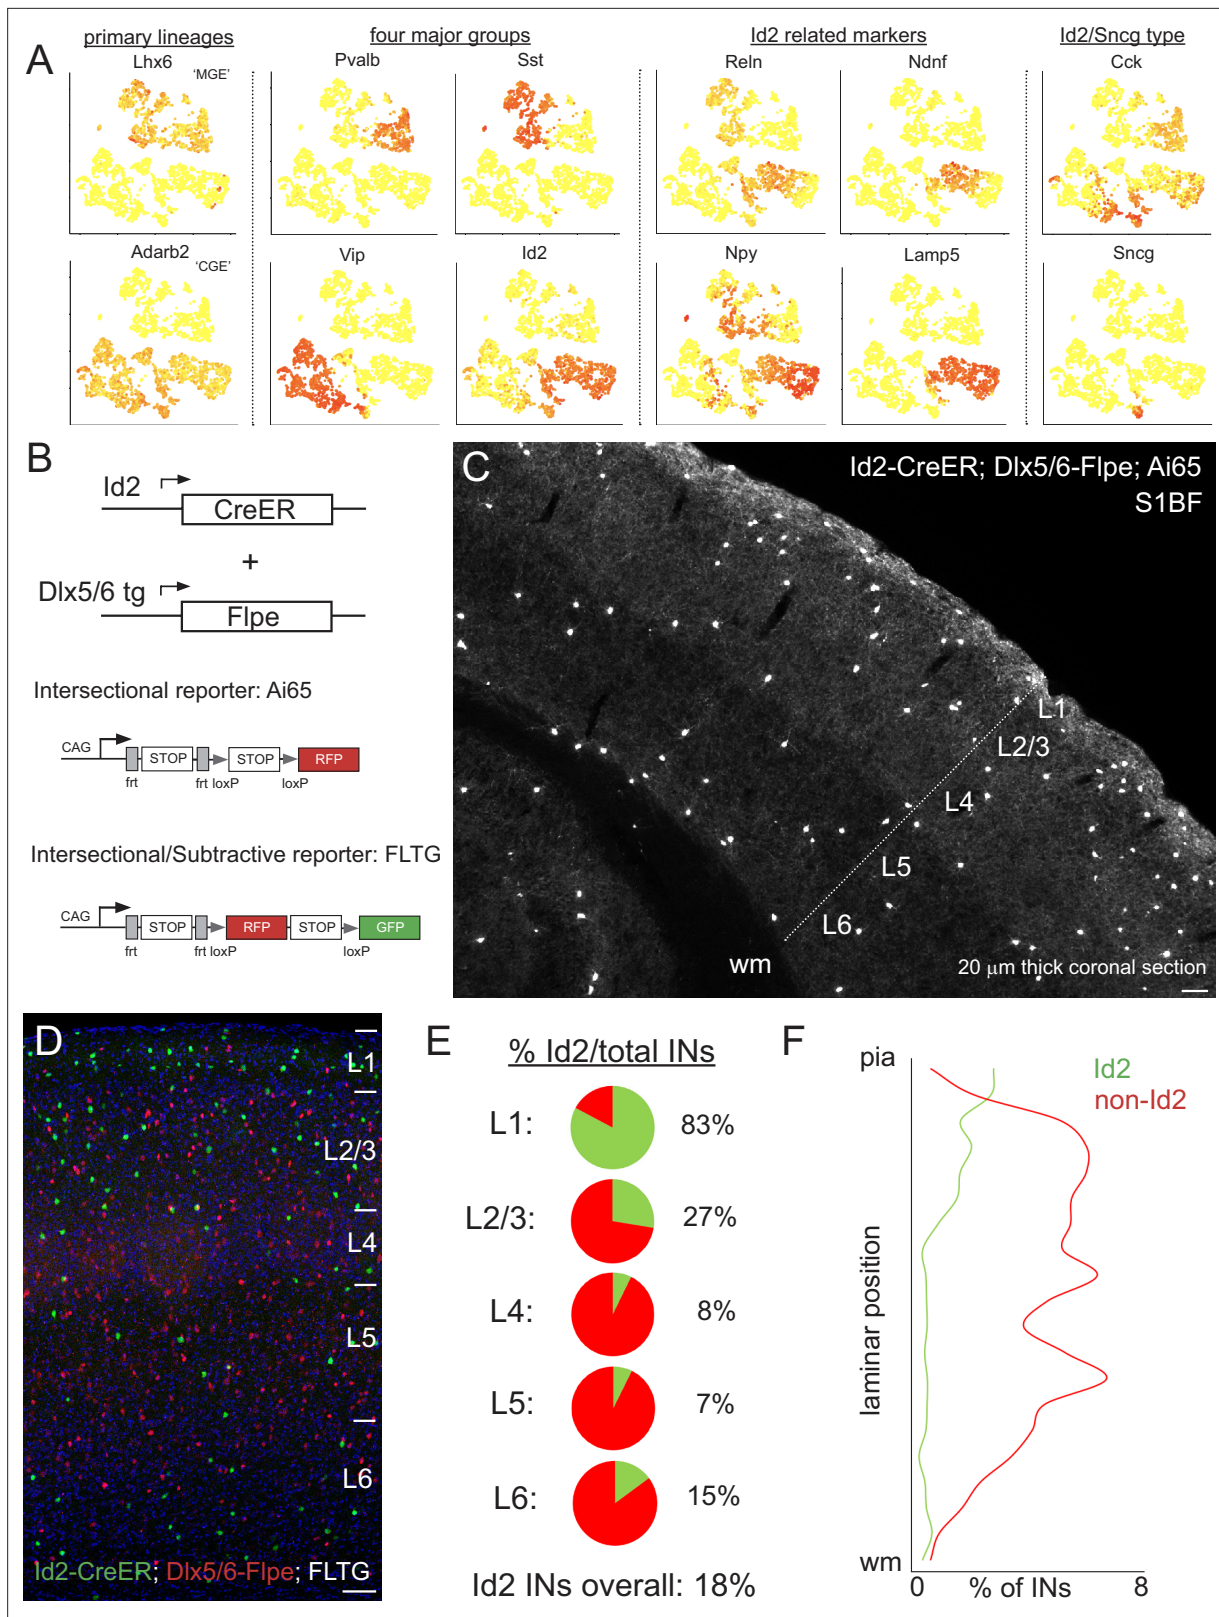 A
primary lineages
four major groups
Id2 related markers
Id2/Sncg type
Lhx6
'MGE'
Pvalb
Sst
Reln
Ndnf
Cck
Adarb2
'CGE'
Vip
Id2
Npy
Lamp5
Sncg
B
Id2
CreER
+
Dlx5/6 tg
Flpe
Intersectional reporter: Ai65
CAG
STOP
STOP
RFP
frt
frt loxP
loxP
Intersectional/Subtractive reporter: FLTG
CAG
STOP
RFP
STOP
GFP
frt
frt loxP
loxP
C
Id2-CreER; Dlx5/6-Flpe; Ai65
S1BF
L1
L2/3
L4
L5
L6
wm
20 μm thick coronal section
D
L1
L2/3
L4
L5
L6
Id2-CreER; Dlx5/6-Flpe; FLTG
E
% Id2/total INs
L1: 83%
L2/3: 27%
L4: 8%
L5: 7%
L6: 15%
Id2 INs overall: 18%
F
pia
Id2
non-Id2
laminar position
wm
0 % of INs 8